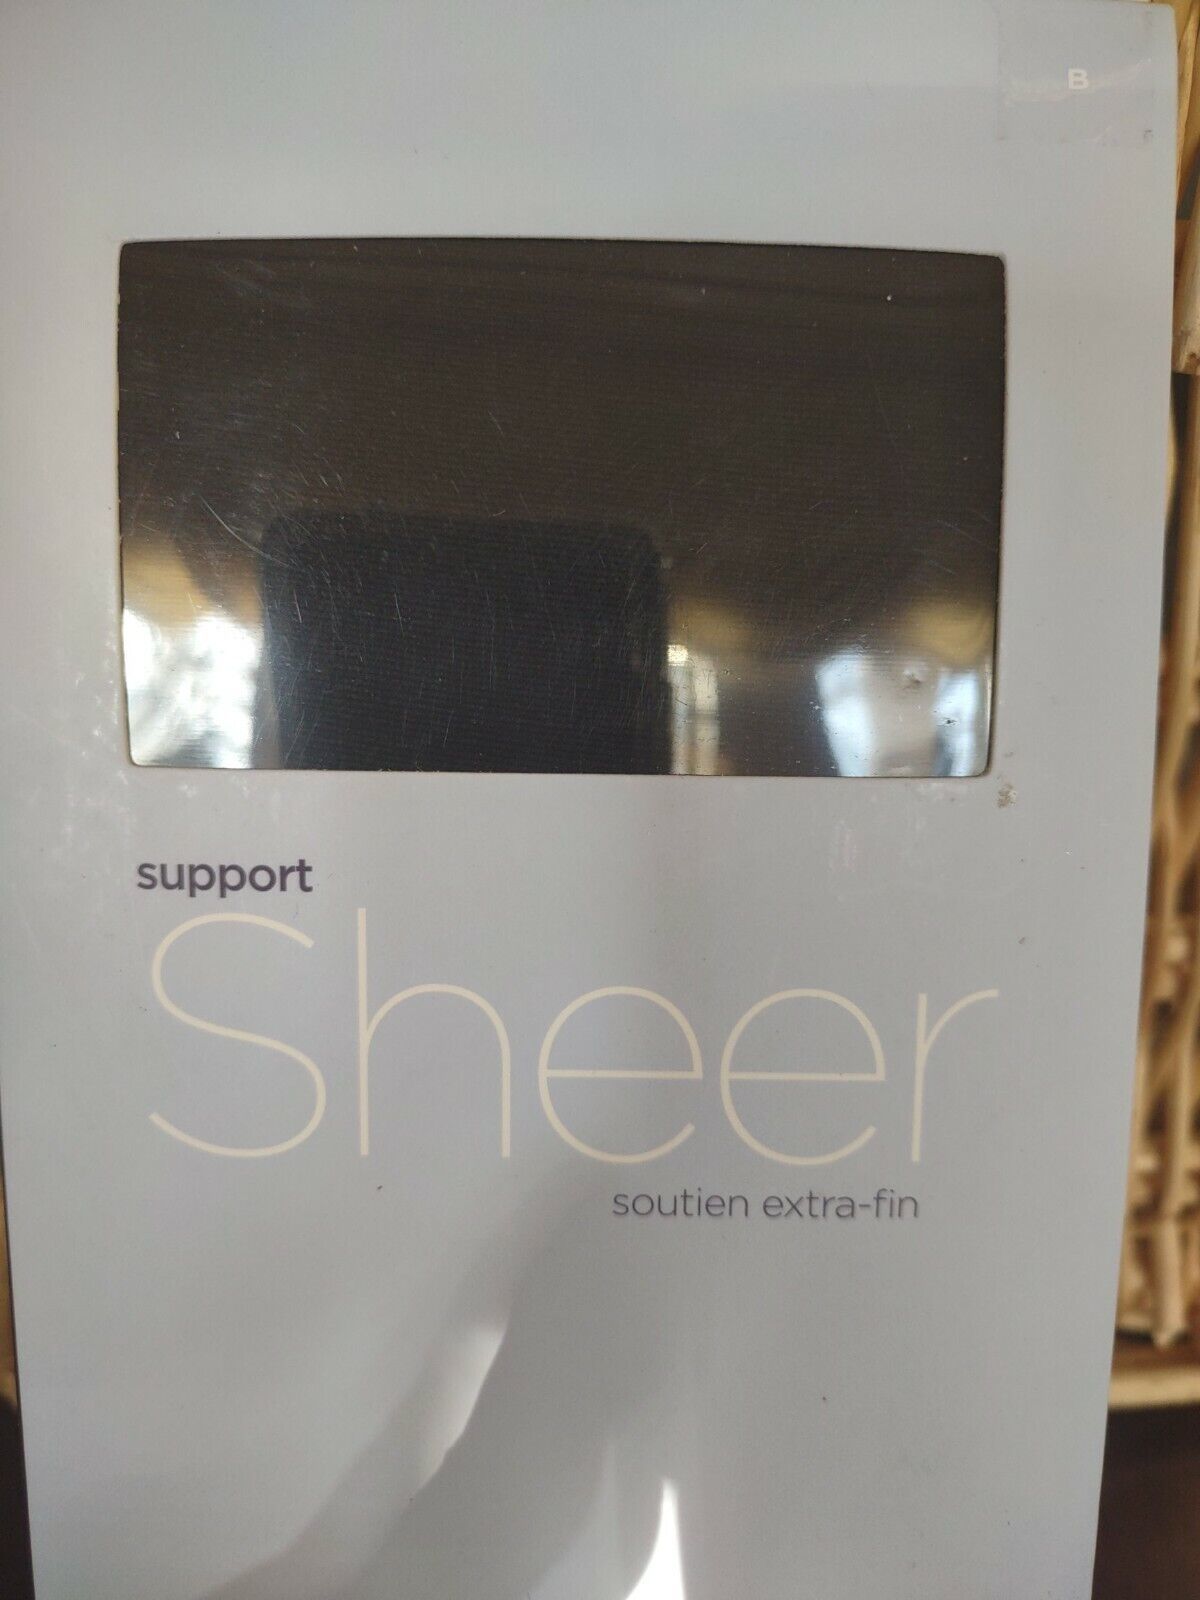 B
support
Sheer
soutien extra-fin